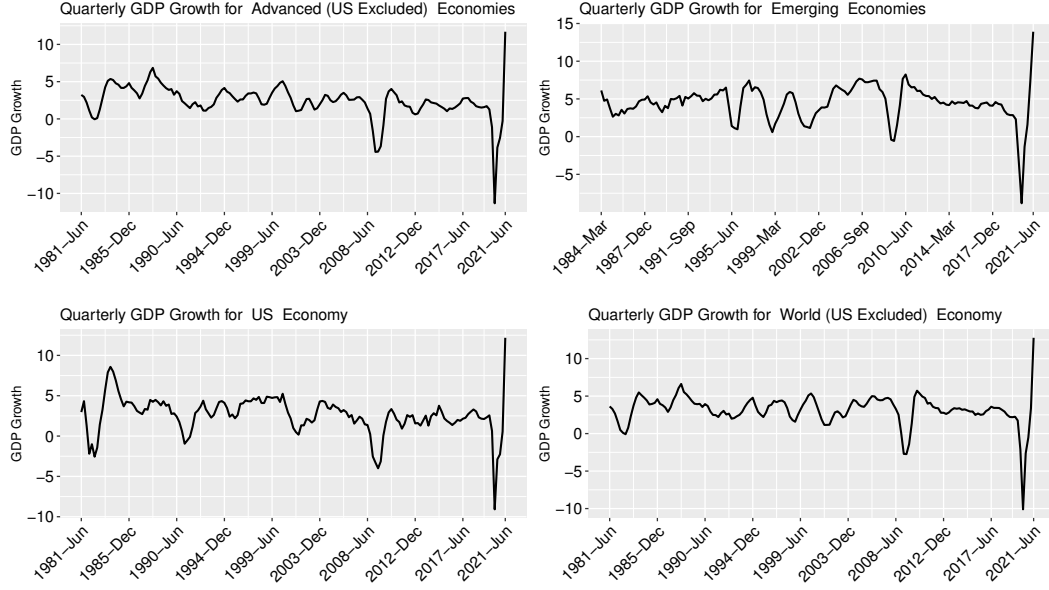 Quarterly GDP Growth for Advanced (US Excluded) Economies
GDP Growth
10
5
0
−5
−10
1981−Jun
1985−Dec
1990−Jun
1994−Dec
1999−Jun
2003−Dec
2008−Jun
2012−Dec
2017−Jun
2021−Jun
Quarterly GDP Growth for Emerging Economies
GDP Growth
15
10
5
0
−5
1984−Mar
1987−Dec
1991−Sep
1995−Jun
1999−Mar
2002−Dec
2006−Sep
2010−Jun
2014−Mar
2017−Dec
2021−Jun
Quarterly GDP Growth for US Economy
GDP Growth
10
5
0
−5
−10
1981−Jun
1985−Dec
1990−Jun
1994−Dec
1999−Jun
2003−Dec
2008−Jun
2012−Dec
2017−Jun
2021−Jun
Quarterly GDP Growth for World (US Excluded) Economy
GDP Growth
10
5
0
−5
−10
1981−Jun
1985−Dec
1990−Jun
1994−Dec
1999−Jun
2003−Dec
2008−Jun
2012−Dec
2017−Jun
2021−Jun